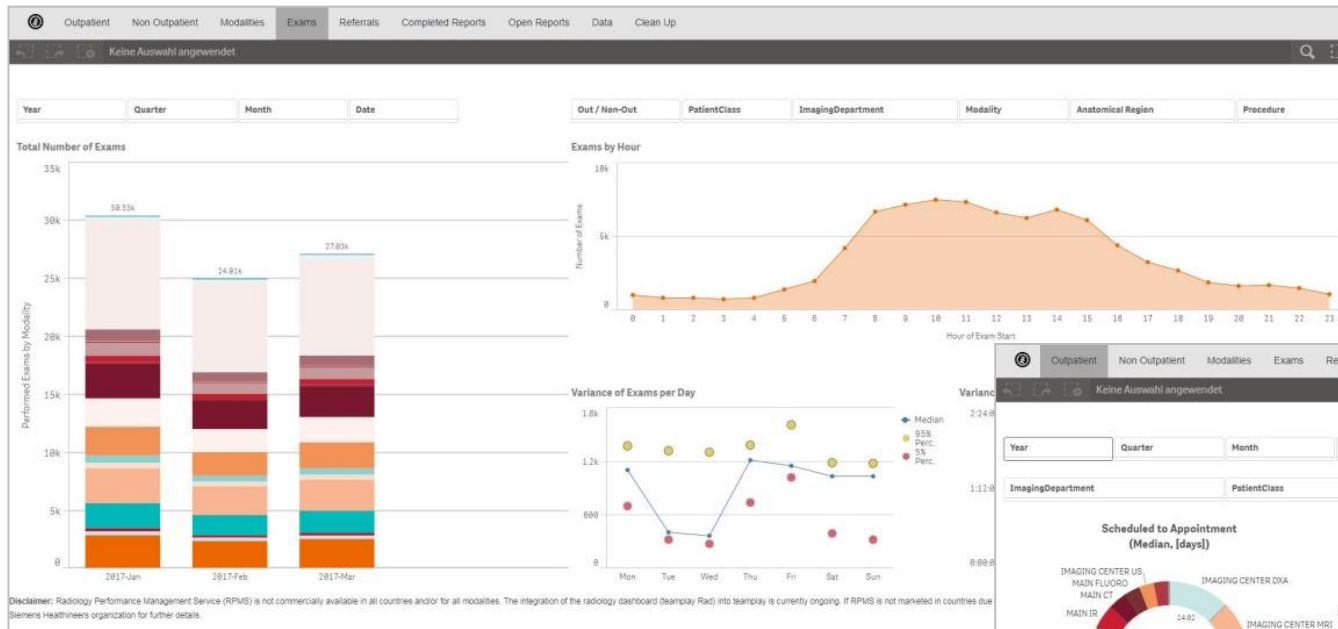 Outpatient Non Outpatient Modalities Exams Referrals Completed Reports Open Reports Data Clean Up
Keine Auswahl angewendet
Year Quarter Month Date
Out / Non-Out PatientClass ImagingDepartment Modality Anatomical Region Procedure
Total Number of Exams
35k
30k
25k
20k
15k
10k
5k
0
30.33k
24.91k
27.03k
Performed Exams by Modality
2017-Jan 2017-Feb 2017-Mar
Exams by Hour
10k
5k
0
Number of Exams
0 1 2 3 4 5 6 7 8 9 10 11 12 13 14 15 16 17 18 19 20 21 22 23
Hour of Exam Start
Variance of Exams per Day
1.8k
1.2k
600
0
Median
95%
Perc.
5%
Perc.
Mon Tue Wed Thu Fri Sat Sun
Varianc
2:24:0
1:12:0
0:00:0
Outpatient Non Outpatient Modalities Exams Re
Keine Auswahl angewendet
Year Quarter Month
ImagingDepartment PatientClass
Scheduled to Appointment
(Median, [days])
IMAGING CENTER US
MAIN FLUORO
MAIN CT
MAIN IR
IMAGING CENTER DXA
24.02
IMAGING CENTER MRI
Disclaimer: Radiology Performance Management Service (RPMS) is not commercially available in all countries and/or for all modalities. The integration of the radiology dashboard (teamplay Rad) into teamplay is currently ongoing. If RPMS is not marketed in countries due
Siemens Healthineers organization for further details.